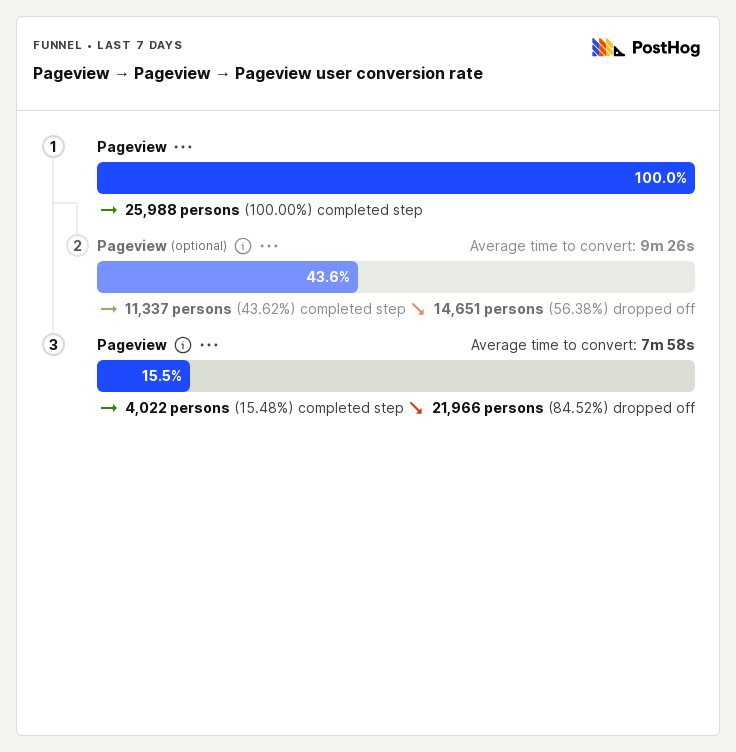 FUNNEL • LAST 7 DAYS
PostHog
Pageview → Pageview → Pageview user conversion rate
1 Pageview ···
100.0%
→ 25,988 persons (100.00%) completed step
2 Pageview (optional) ··· Average time to convert: 9m 26s
43.6%
→ 11,337 persons (43.62%) completed step ↘ 14,651 persons (56.38%) dropped off
3 Pageview ··· Average time to convert: 7m 58s
15.5%
→ 4,022 persons (15.48%) completed step ↘ 21,966 persons (84.52%) dropped off